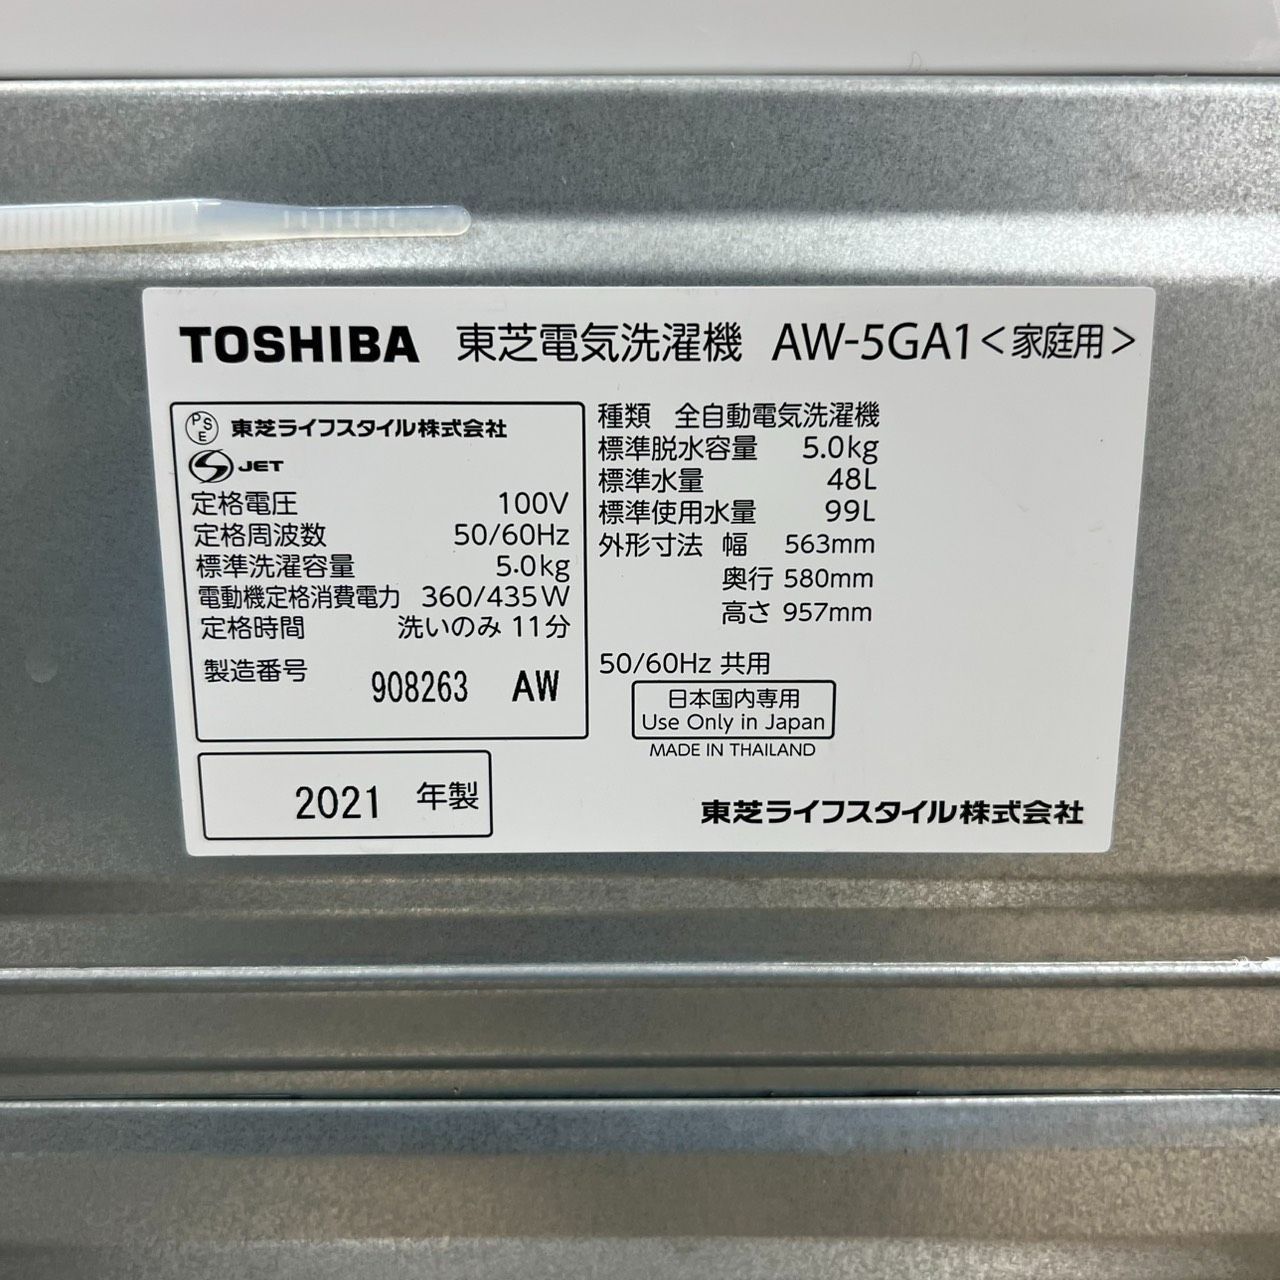 TOSHIBA 東芝電気洗濯機 AW-5GA1<家庭用>
PSE 東芝ライフスタイル株式会社
S JET
定格電圧 100V
定格周波数 50/60Hz
標準洗濯容量 5.0kg
電動機定格消費電力 360/435W
定格時間 洗いのみ 11分
製造番号 908263 AW
2021 年製
種類 全自動電気洗濯機
標準脱水容量 5.0kg
標準水量 48L
標準使用水量 99L
外形寸法 幅 563mm
奥行 580mm
高さ 957mm
50/60Hz 共用
日本国内専用
Use Only in Japan
MADE IN THAILAND
東芝ライフスタイル株式会社